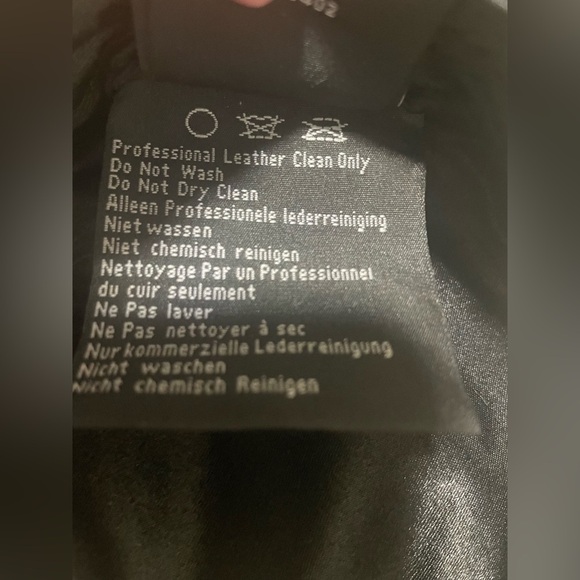 402
Professional Leather Clean Only
Do Not Wash
Do Not Dry Clean
Alleen Professionele lederreiniging
Niet wassen
Niet chemisch reinigen
Nettoyage Par un Professionnel
du cuir seulement
Ne Pas laver
Ne Pas nettoyer à sec
Nur kommerzielle Lederreinigung
Nicht waschen
Nicht chemisch Reinigen